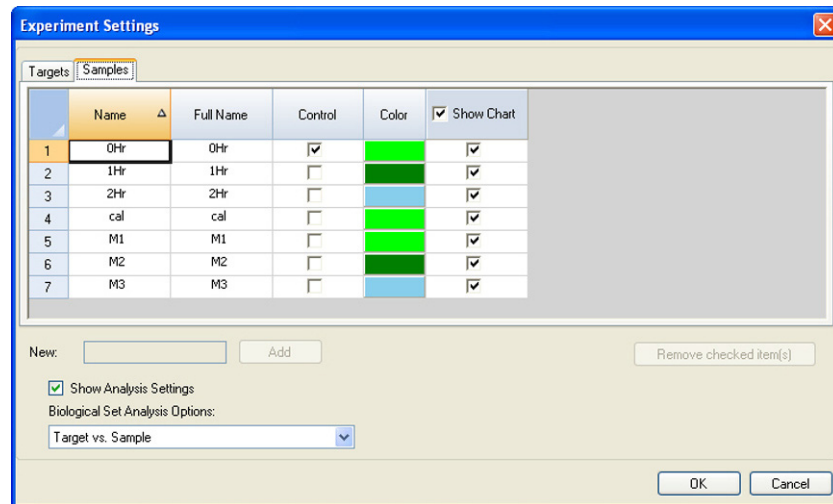 Experiment Settings
Targets Samples
Name Full Name Control Color Show Chart
1 0Hr 0Hr
2 1Hr 1Hr
3 2Hr 2Hr
4 cal cal
5 M1 M1
6 M2 M2
7 M3 M3
New: Add Remove checked item(s)
Show Analysis Settings
Biological Set Analysis Options:
Target vs. Sample
OK Cancel